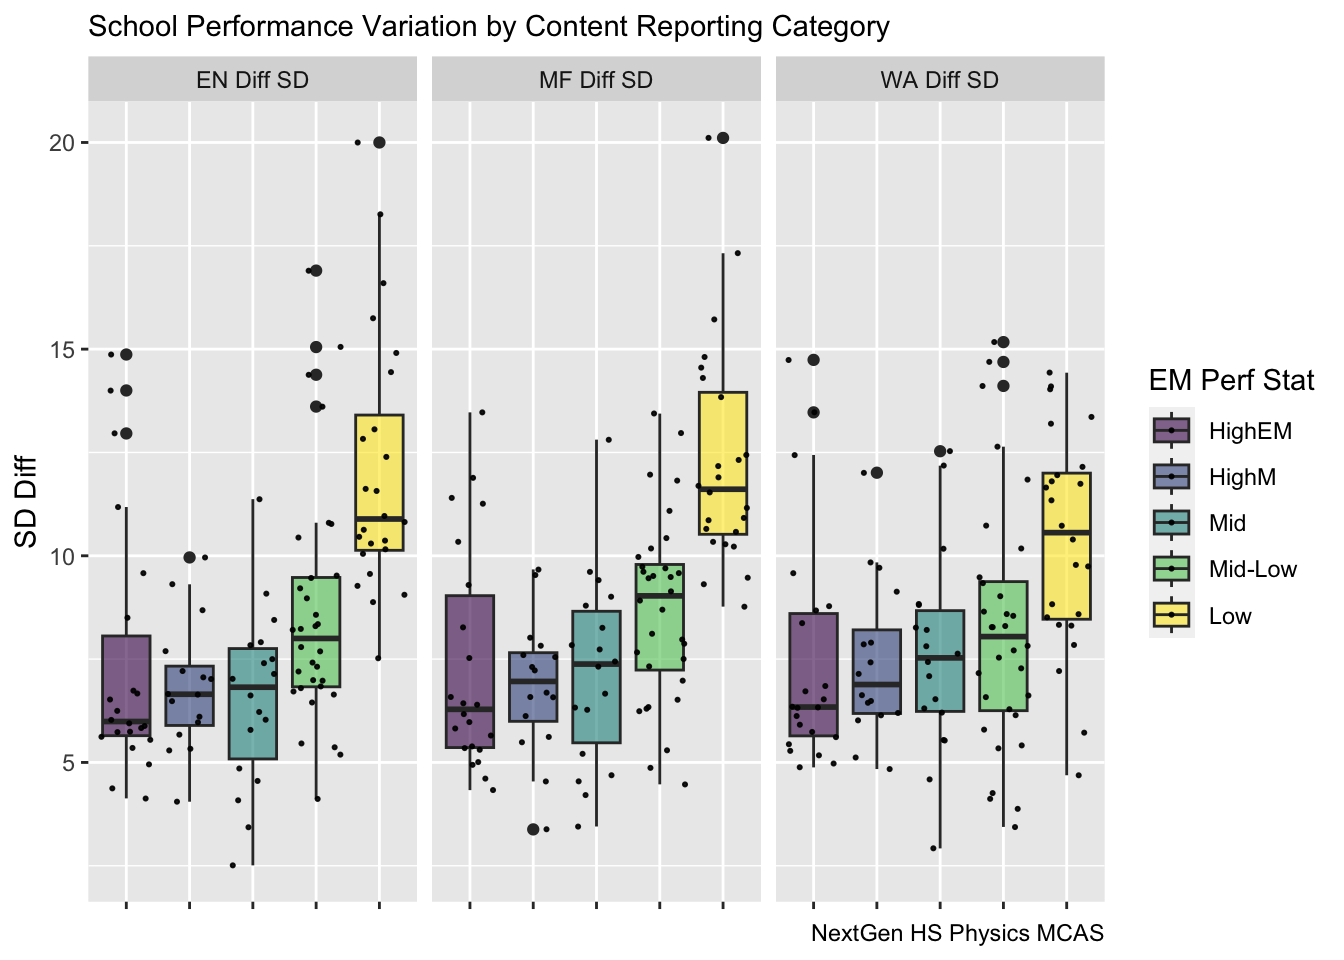 School Performance Variation by Content Reporting Category
EN Diff SD
MF Diff SD
WA Diff SD
20
15
10
5
SD Diff
EM Perf Stat
HighEM
HighM
Mid
Mid-Low
Low
NextGen HS Physics MCAS